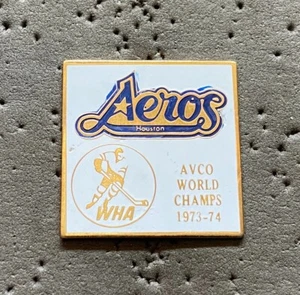 Aeros
Houston
WHA
AVCO
WORLD
CHAMPS
1973-74